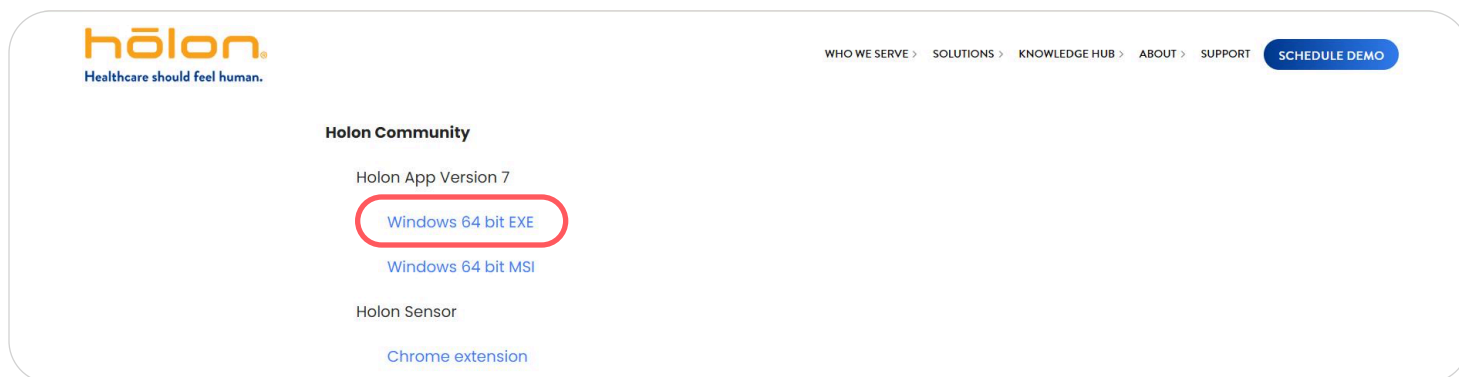 hōlon®
Healthcare should feel human.
WHO WE SERVE > SOLUTIONS > KNOWLEDGE HUB > ABOUT > SUPPORT SCHEDULE DEMO
Holon Community
Holon App Version 7
Windows 64 bit EXE
Windows 64 bit MSI
Holon Sensor
Chrome extension